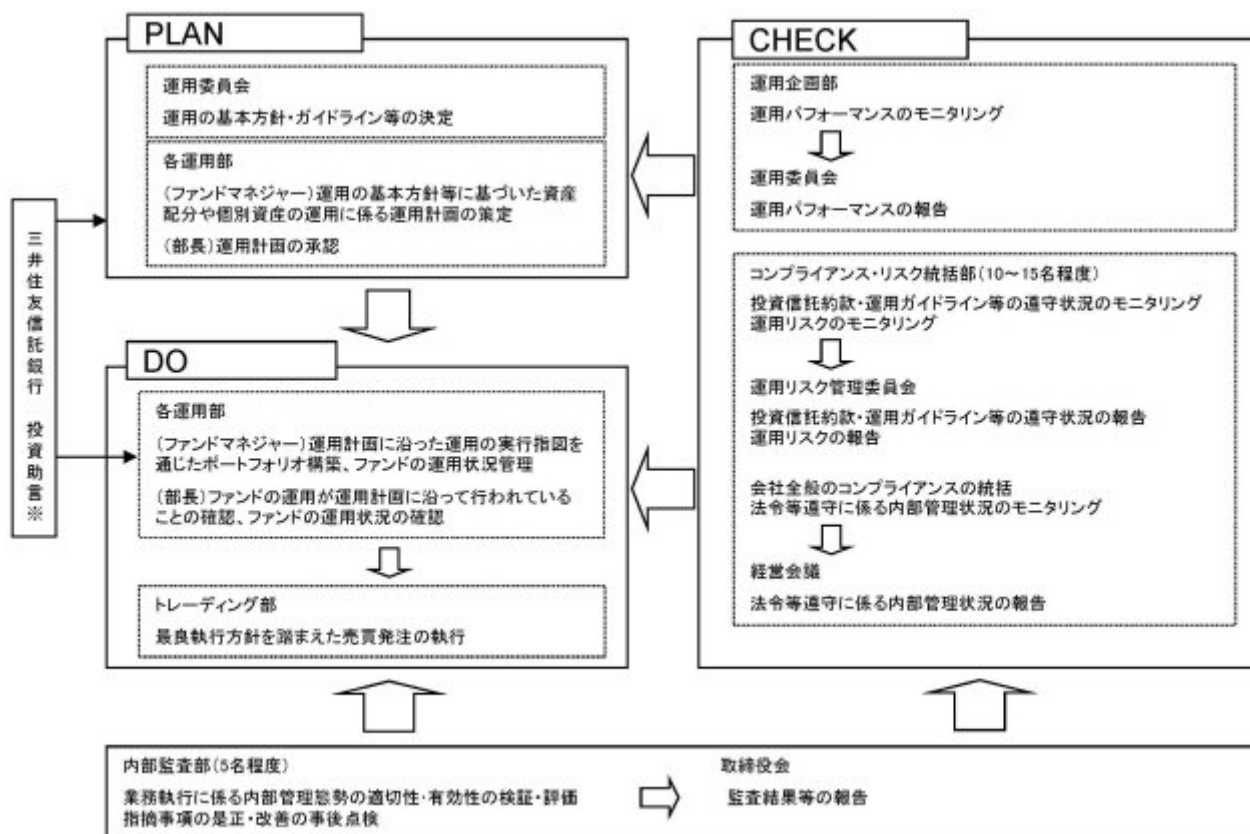 PLAN
運用委員会
運用の基本方針・ガイドライン等の決定
各運用部
(ファンドマネジャー)運用の基本方針等に基づいた資産
配分や個別資産の運用に係る運用計画の策定
(部長)運用計画の承認
三井住友信託銀行 投資助言※
DO
各運用部
(ファンドマネジャー)運用計画に沿った運用の実行指図を
通じたポートフォリオ構築、ファンドの運用状況管理
(部長)ファンドの運用が運用計画に沿って行われている
ことの確認、ファンドの運用状況の確認
トレーディング部
最良執行方針を踏まえた売買発注の執行
CHECK
運用企画部
運用パフォーマンスのモニタリング
運用委員会
運用パフォーマンスの報告
コンプライアンス・リスク統括部(10~15名程度)
投資信託約款・運用ガイドライン等の遵守状況のモニタリング
運用リスクのモニタリング
運用リスク管理委員会
投資信託約款・運用ガイドライン等の遵守状況の報告
運用リスクの報告
会社全般のコンプライアンスの統括
法令等遵守に係る内部管理状況のモニタリング
経営会議
法令等遵守に係る内部管理状況の報告
内部監査部(5名程度)
業務執行に係る内部管理態勢の適切性・有効性の検証・評価
指摘事項の是正・改善の事後点検
取締役会
監査結果等の報告